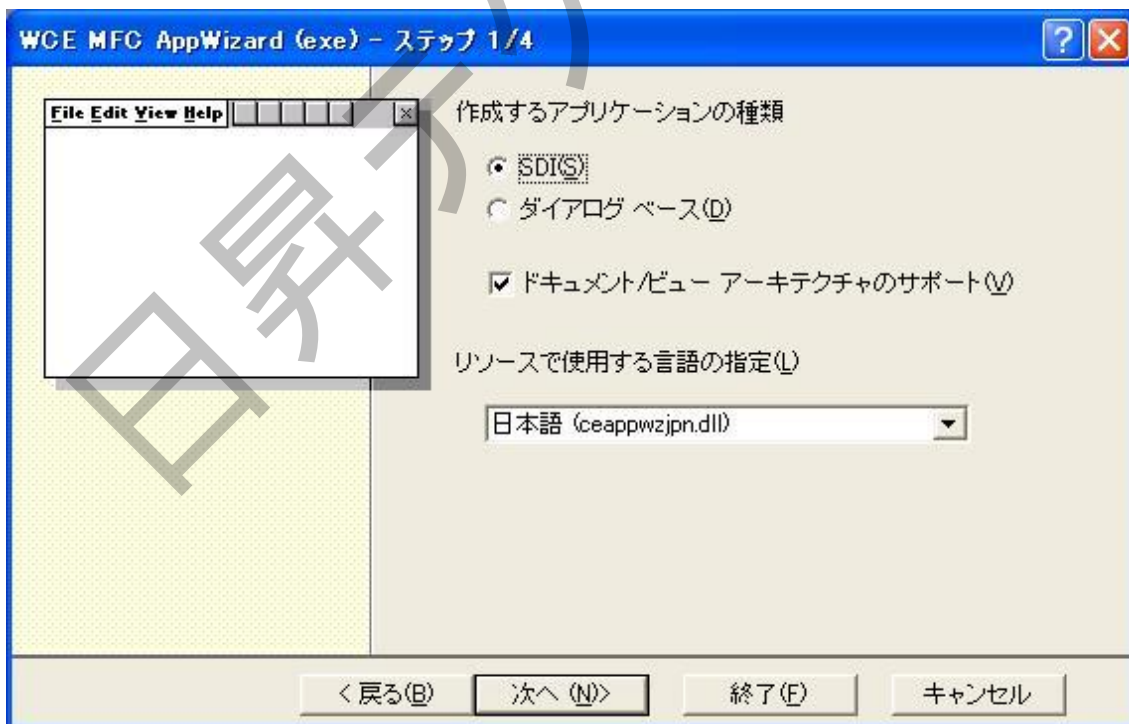 WCE MFC AppWizard (exe) - ステップ 1/4
File Edit View Help
作成するアプリケーションの種類
SDI(S)
ダイアログ ベース(D)
ドキュメント/ビュー アーキテクチャのサポート(V)
リソースで使用する言語の指定(L)
日本語 (ceappwzjpn.dll)
< 戻る(B)
次へ (N)>
終了(F)
キャンセル
日昇テ